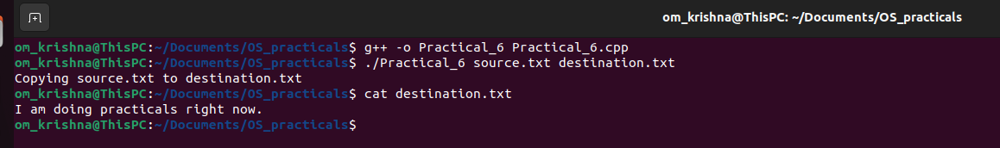 om_krishna@ThisPC: ~/Documents/OS_practicals
om_krishna@ThisPC:~/Documents/OS_practicals$ g++ -o Practical_6 Practical_6.cpp
om_krishna@ThisPC:~/Documents/OS_practicals$ ./Practical_6 source.txt destination.txt
Copying source.txt to destination.txt
om_krishna@ThisPC:~/Documents/OS_practicals$ cat destination.txt
I am doing practicals right now.
om_krishna@ThisPC:~/Documents/OS_practicals$